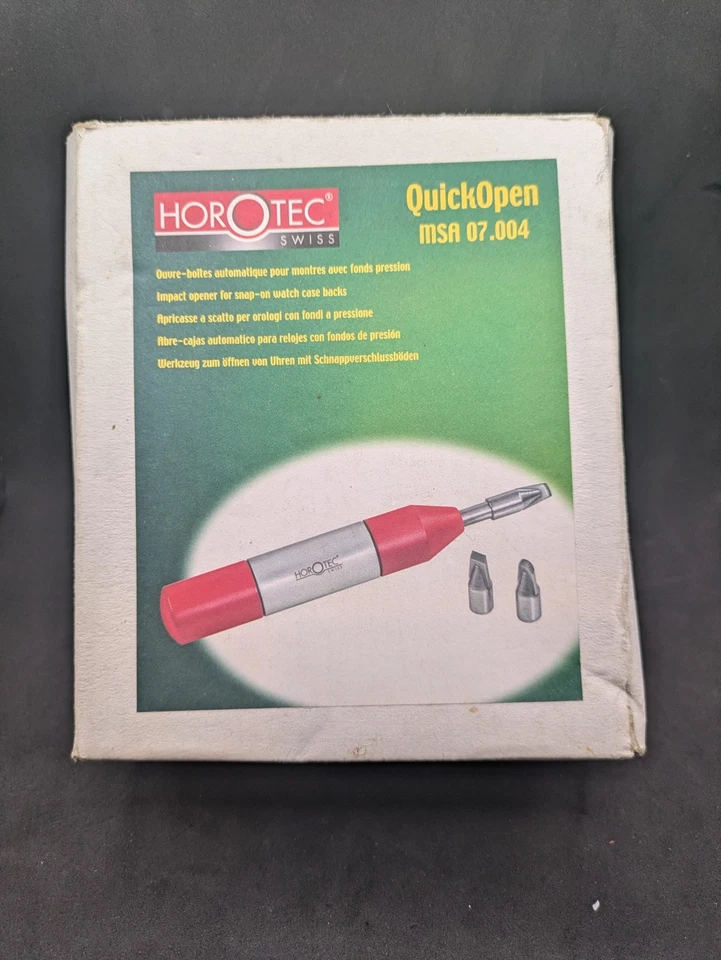 HOROTEC®
SWISS
QuickOpen
MSA 07.004
Ouvre-boîtes automatique pour montres avec fonds pression
Impact opener for snap-on watch case backs
Apricasse a scatto per orologi con fondi a pressione
Abre-cajas automatico para relojes con fondos de presión
Werkzeug zum öffnen von Uhren mit Schnappverschlussböden
HOROTEC®
SWISS